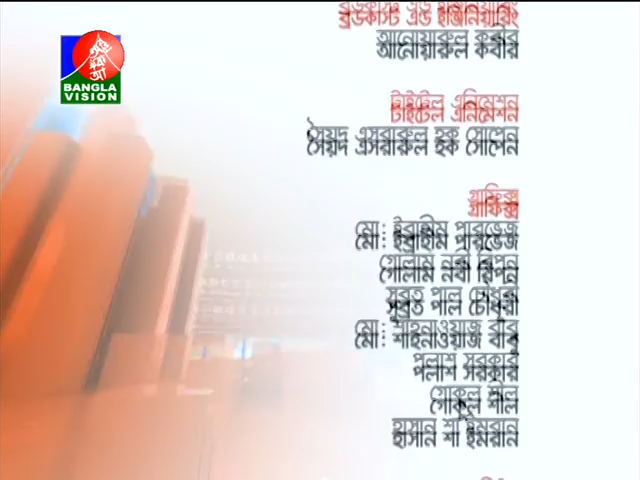 BANGLA
VISION
ব্রডকাস্ট এন্ড ইঞ্জিনিয়ারিং
আনোয়ারুল কবীর
টাইটেল এনিমেশন
সৈয়দ এসরারুল হক সোপেন
গ্রাফিক্স
মো: ইব্রাহীম পারভেজ
গোলাম নবী রিপন
সুব্রত পাল চৌধুরী
মো: শাহনাওয়াজ বাবু
পলাশ সরকার
গোকুল শীল
হাসান শা ইমরান